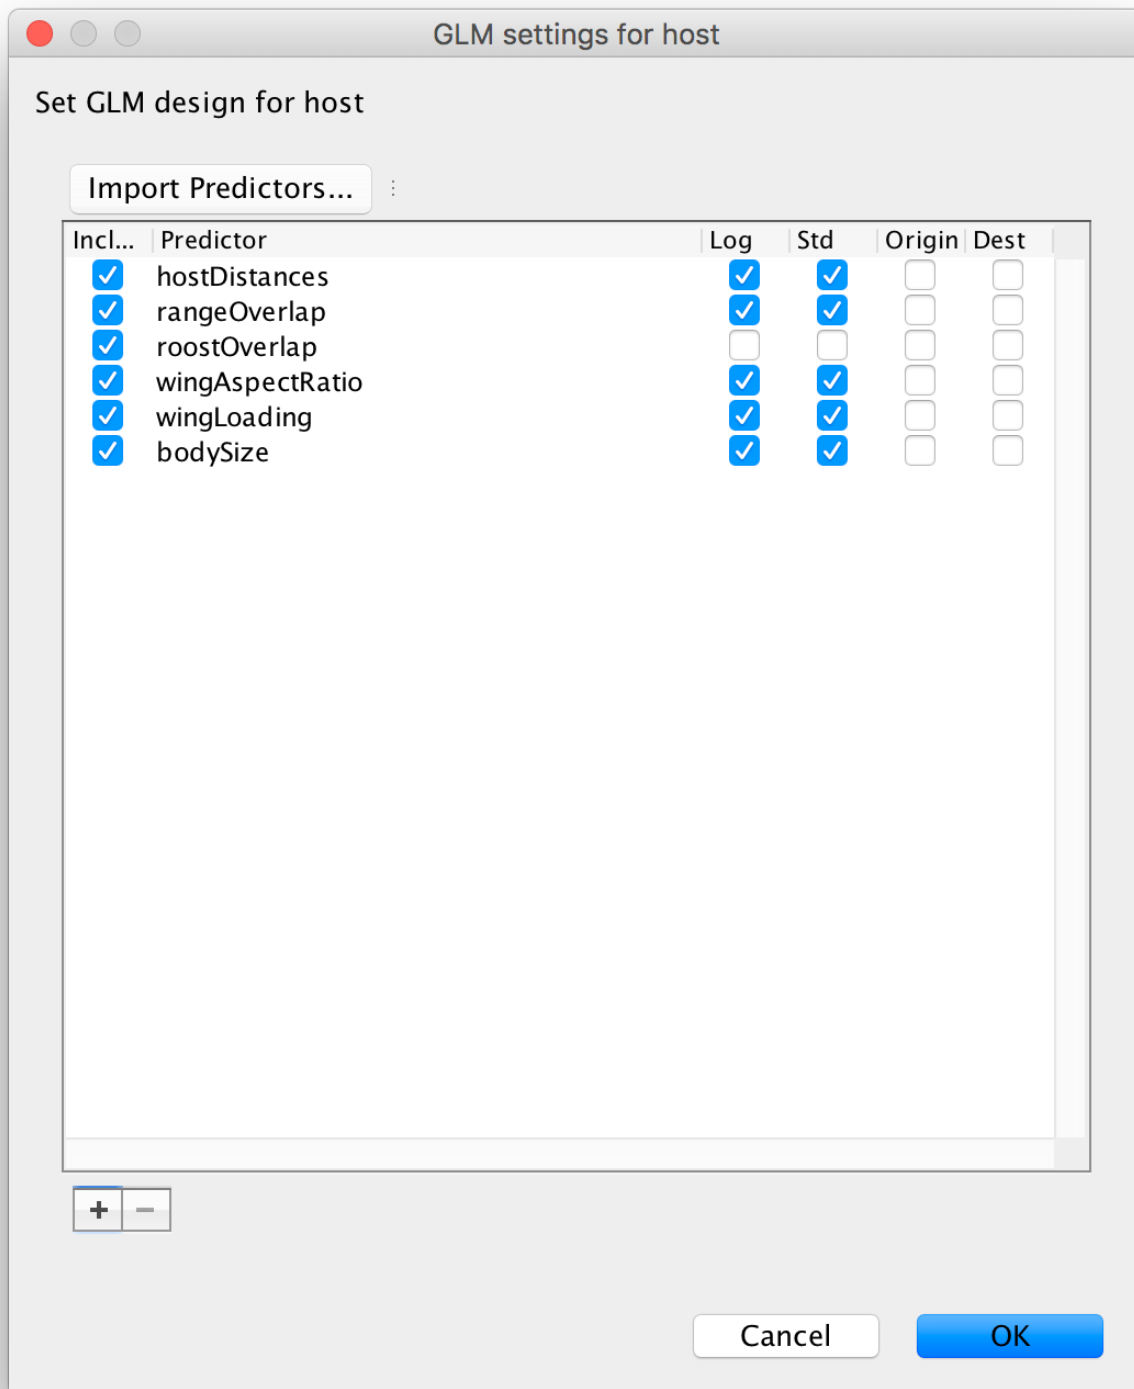 GLM settings for host
Set GLM design for host
Import Predictors...
Incl... Predictor Log Std Origin Dest
hostDistances
rangeOverlap
roostOverlap
wingAspectRatio
wingLoading
bodySize
+ −
Cancel OK